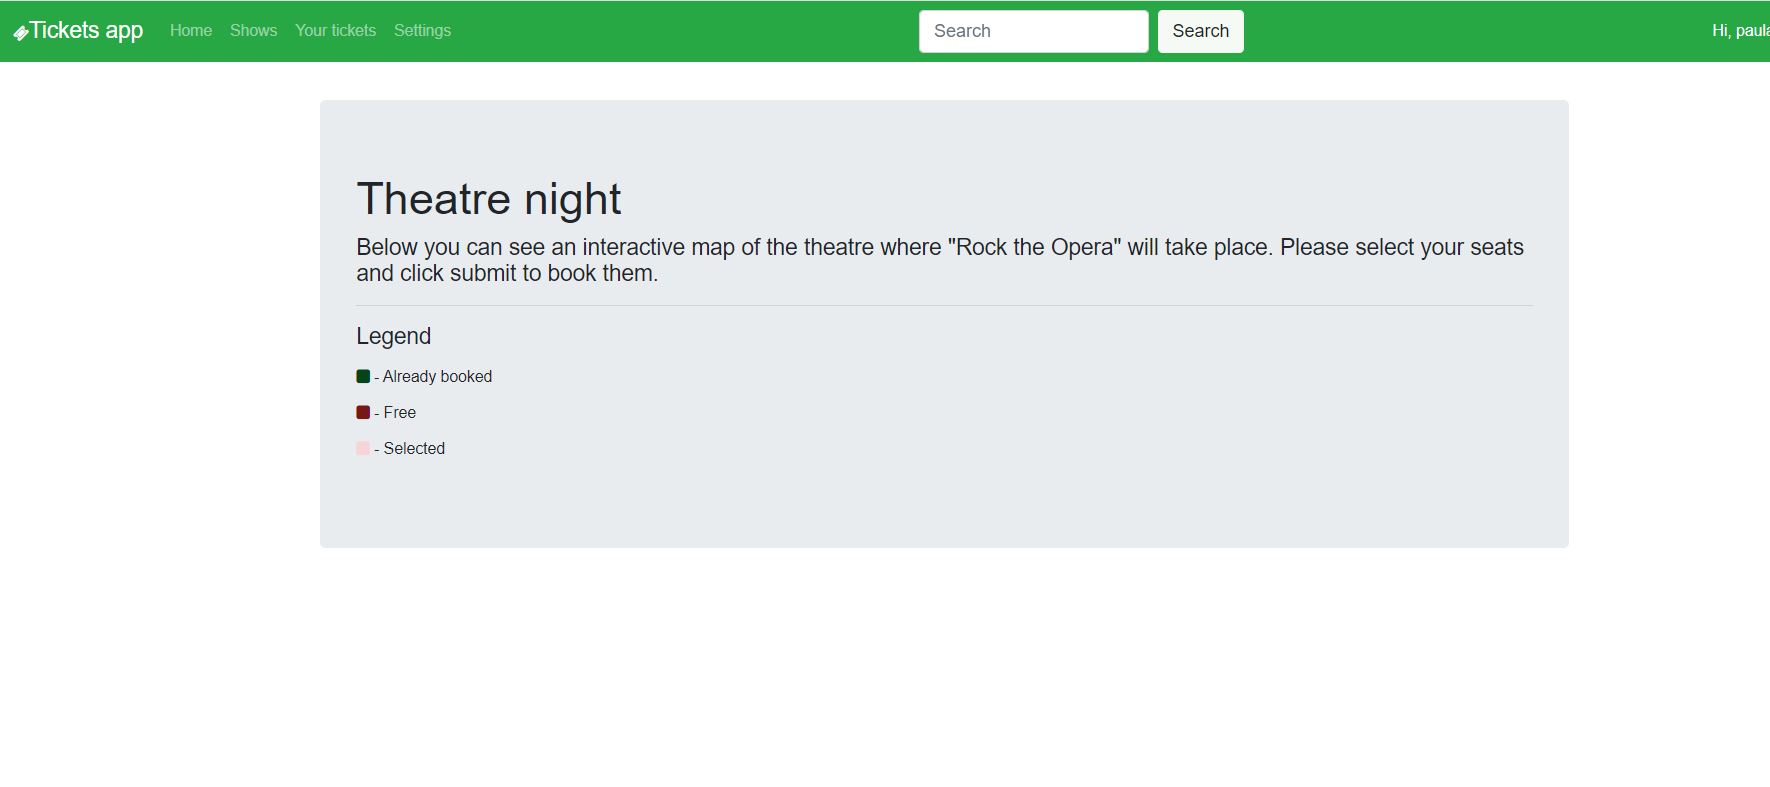 Tickets app Home Shows Your tickets Settings Search Search Hi, paula
Theatre night
Below you can see an interactive map of the theatre where "Rock the Opera" will take place. Please select your seats
and click submit to book them.
Legend
- Already booked
- Free
- Selected